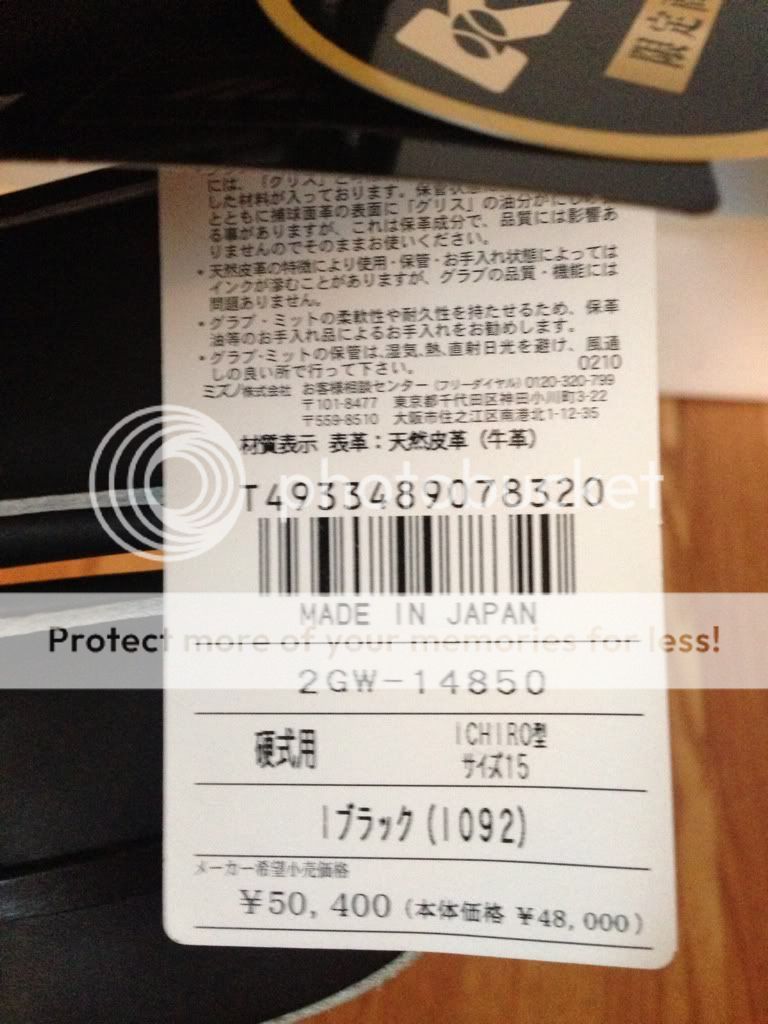 限定
には、「グリス」
した材料が入っております。保管状
とともに捕球面革の表面に「グリス」の油分が
る事がありますが、これは保革成分で、品質には影響あ
りませんのでそのままお使いください。
・天然皮革の特徴により使用・保管・お手入れ状態によっては
インクが滲むことがありますが、グラブの品質・機能には
問題ありません。
・グラブ・ミットの柔軟性や耐久性を持たせるため、保革
油等のお手入れ品によるお手入れをお勧めします。
・グラブ・ミットの保管は、湿気、熱、直射日光を避け、風通
しの良い所で行って下さい。 0210
ミズノ株式会社 お客様相談センター (フリーダイヤル) 0120-320-799
〒101-8477 東京都千代田区神田小川町3-22
〒559-8510 大阪市住之江区南港北1-12-35
材質表示 表革：天然皮革（牛革）
T4933489078320
photobucket
MADE IN JAPAN
Protect more of your memories for less!
2GW-14850
硬式用 ICHIRO型
サイズ15
Iブラック(1092)
メーカー希望小売価格
¥50,400 (本体価格 ¥48,000)